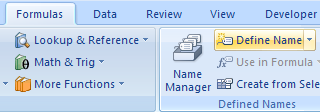 Formulas Data Review View Developer
Lookup & Reference
Math & Trig
More Functions
Name Manager
Define Name
Use in Formula
Create from Sele
Defined Names